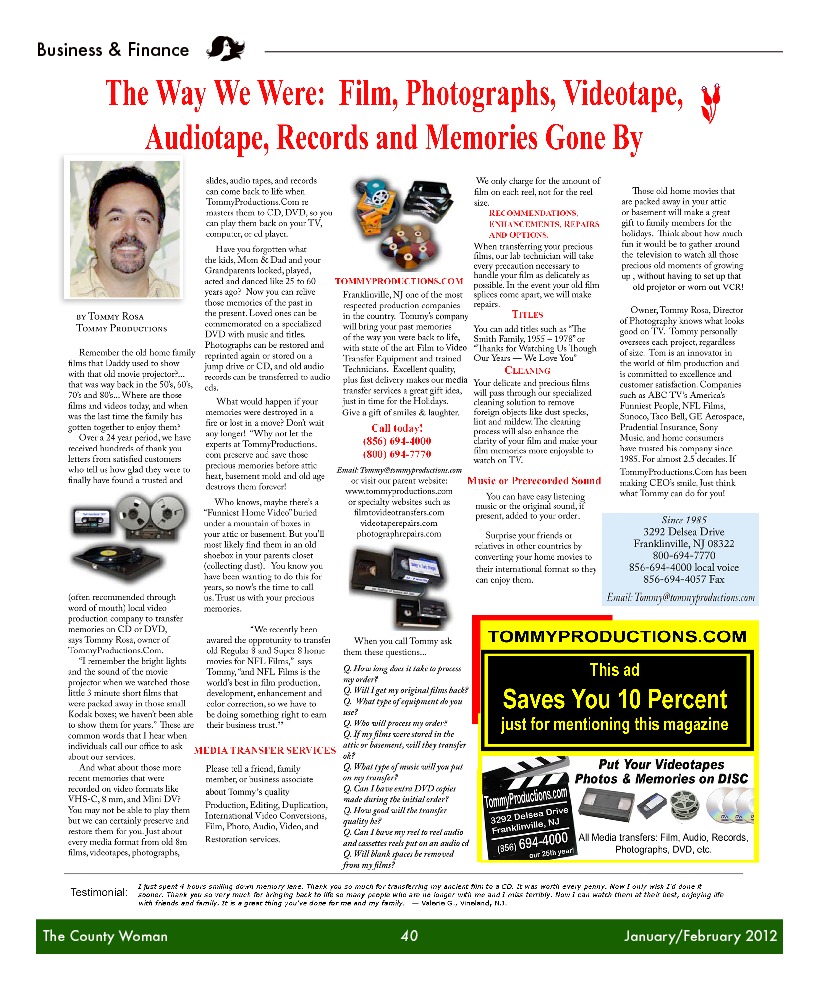 Business & Finance
The Way We Were: Film, Photographs, Videotape,
Audiotape, Records and Memories Gone By
by Tommy Rosa
Tommy Productions
Remember the old home family
films that Daddy used to show
with that old movie projector?...
that was way back in the 50's, 60's,
70's and 80's... Where are those
films and videos today, and when
was the last time the family has
gotten together to enjoy them?
Over a 24 year period, we have
received hundreds of thank you
letters from satisfied customers
who tell us how glad they were to
finally have found a trusted and
(often recommended through
word of mouth) local video
production company to transfer
memories on CD or DVD,
says Tommy Rosa, owner of
TommyProductions.Com.
"I remember the bright lights
and the sound of the movie
projector when we watched those
little 3 minute short films that
were packed away in those small
Kodak boxes; we haven't been able
to show them for years." These are
common words that I hear when
individuals call our office to ask
about our services.
And what about those more
recent memories that were
recorded on video formats like
VHS-C, 8 mm, and Mini DV?
You may not be able to play them
but we can certainly preserve and
restore them for you. Just about
every media format from old 8m
films, videotapes, photographs,
slides, audio tapes, and records
can come back to life when
TommyProductions.Com re
masters them to CD, DVD, so you
can play them back on your TV,
computer, or cd player.
Have you forgotten what
the kids, Mom & Dad and your
Grandparents looked, played,
acted and danced like 25 to 60
years ago? Now you can relive
those memories of the past in
the present. Loved ones can be
commemorated on a specialized
DVD with music and titles.
Photographs can be restored and
reprinted again or stored on a
jump drive or CD, and old audio
records can be transferred to audio
cds.
What would happen if your
memories were destroyed in a
fire or lost in a move? Don't wait
any longer! "Why not let the
experts at TommyProductions.
com preserve and save those
precious memories before attic
heat, basement mold and old age
destroys them forever!
Who knows, maybe there's a
"Funniest Home Video" buried
under a mountain of boxes in
your attic or basement. But you'll
most likely find them in an old
shoebox in your parents closet
(collecting dust). You know you
have been wanting to do this for
years, so now's the time to call
us. Trust us with your precious
memories.
"We recently been
awared the opprotunity to transfer
old Regular 8 and Super 8 home
movies for NFL Films," says
Tommy, "and NFL Films is the
world's best in film production,
development, enhancement and
color correction, so we have to
be doing something right to earn
their business trust."
MEDIA TRANSFER SERVICES
Please tell a friend, family
member, or business associate
about Tommy's quality
Production, Editing, Duplication,
International Video Conversions,
Film, Photo, Audio, Video, and
Restoration services.
TOMMYPRODUCTIONS.COM
Franklinville, NJ one of the most
respected production companies
in the country. Tommy's company
will bring your past memories
of the way you were back to life,
with state of the art Film to Video
Transfer Equipment and trained
Technicians. Excellent quality,
plus fast delivery makes our media
transfer services a great gift idea,
just in time for the Holidays.
Give a gift of smiles & laughter.
Call today!
(856) 694-4000
(800) 694-7770
Email: Tommy@tommyproductions.com
or visit our parent website:
www.tommyproductions.com
or specialty websites such as
filmtovideotransfers.com
videotaperepairs.com
photographrepairs.com
When you call Tommy ask
them these questions...
Q. How long does it take to process
my order?
Q. Will I get my original films back?
Q. What type of equipment do you
use?
Q. Who will process my order?
Q. If my films were stored in the
attic or basement, will they transfer
ok?
Q. What type of music will you put
on my transfer?
Q. Can I have extra DVD copies
made during the initial order?
Q. How good will the transfer
quality be?
Q. Can I have my reel to reel audio
and cassettes reels put on an audio cd
Q. Will blank spaces be removed
from my films?
We only charge for the amount of
film on each reel, not for the reel
size.
Recommendations,
enhancements, repairs
and options.
When transferring your precious
films, our lab technician will take
every precaution necessary to
handle your film as delicately as
possible. In the event your old film
splices come apart, we will make
repairs.
Titles
You can add titles such as "The
Smith Family, 1955 – 1978" or
"Thanks for Watching Us Though
Our Years — We Love You"
Cleaning
Your delicate and precious films
will pass through our specialized
cleaning solution to remove
foreign objects like dust specks,
lint and mildew. The cleaning
process will also enhance the
clarity of your film and make your
film memories more enjoyable to
watch on TV.
Music or Prerecorded Sound
You can have easy listening
music or the original sound, if
present, added to your order.
Surprise your friends or
relatives in other countries by
converting your home movies to
their international format so they
can enjoy them.
Those old home movies that
are packed away in your attic
or basement will make a great
gift to family members for the
holidays. Think about how much
fun it would be to gather around
the television to watch all those
precious old moments of growing
up , without having to set up that
old projetor or worn out VCR!
Owner, Tommy Rosa, Director
of Photography knows what looks
good on TV. Tommy personally
oversees each project, regardless
of size. Tom is an innovator in
the world of film production and
is committed to excellence and
customer satisfaction. Companies
such as ABC TV's America's
Funniest People, NFL Films,
Sunoco, Taco Bell, GE Aerospace,
Prudential Insurance, Sony
Music, and home consumers
have trusted his company since
1985. For almost 2.5 decades. If
TommyProductions.Com has been
making CEO's smile. Just think
what Tommy can do for you!
Since 1985
3292 Delsea Drive
Franklinville, NJ 08322
800-694-7770
856-694-4000 local voice
856-694-4057 Fax
Email: Tommy@tommyproductions.com
TOMMYPRODUCTIONS.COM
This ad
Saves You 10 Percent
just for mentioning this magazine
TommyProductions.com
3292 Delsea Drive
Franklinville, NJ
(856) 694-4000
our 25th year!
Put Your Videotapes
Photos & Memories on DISC
All Media transfers: Film, Audio, Records,
Photographs, DVD, etc.
Testimonial:
I just spent 4 hours smiling down memory lane. Thank you so much for transferring my ancient film to a CD. It was worth every penny. Now I only wish I'd done it
sooner. Thank you so very much for bringing back to life so many people who are no longer with me and I miss terribly. Now I can watch them at their best, enjoying life
with friends and family. It is a great thing you've done for me and my family. — Valerie G., Vineland, N.J.
The County Woman
40
January/February 2012